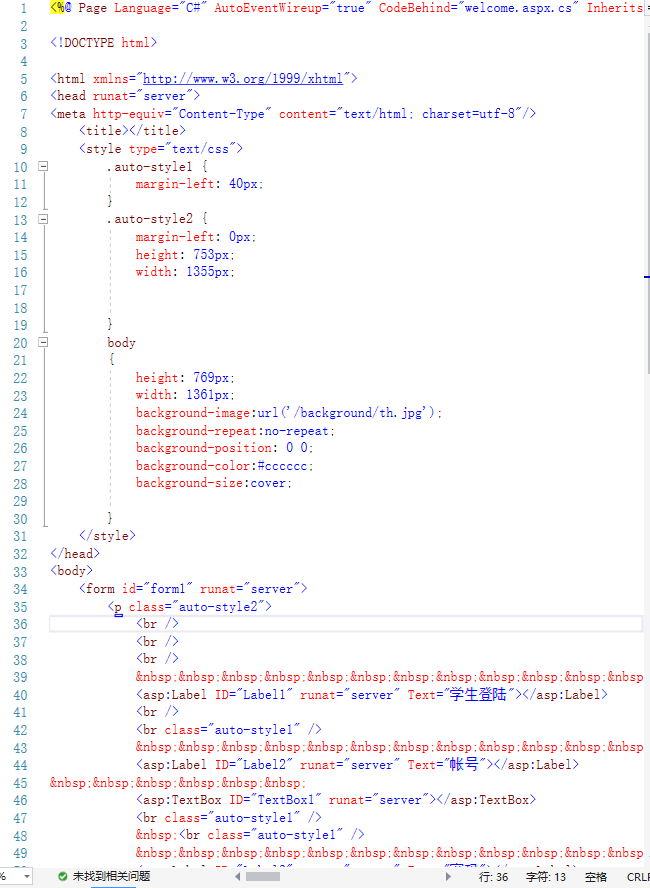 1 <%@ Page Language="C#" AutoEventWireup="true" CodeBehind="welcome.aspx.cs" Inherits=
2
3 <!DOCTYPE html>
4
5 <html xmlns="http://www.w3.org/1999/xhtml">
6 <head runat="server">
7 <meta http-equiv="Content-Type" content="text/html; charset=utf-8"/>
8 <title></title>
9 <style type="text/css">
10 .auto-style1 {
11 margin-left: 40px;
12 }
13 .auto-style2 {
14 margin-left: 0px;
15 height: 753px;
16 width: 1355px;
17
18
19 }
20 body
21 {
22 height: 769px;
23 width: 1361px;
24 background-image:url('/background/th.jpg');
25 background-repeat:no-repeat;
26 background-position: 0 0;
27 background-color:#cccccc;
28 background-size:cover;
29
30 }
31 </style>
32 </head>
33 <body>
34 <form id="form1" runat="server">
35 <p class="auto-style2">
36 <br />
37 <br />
38 <br />
39 &nbsp;&nbsp;&nbsp;&nbsp;&nbsp;&nbsp;&nbsp;&nbsp;&nbsp;&nbsp;&nbsp;&nbsp
40 <asp:Label ID="Label1" runat="server" Text="学生登陆"></asp:Label>
41 <br />
42 <br class="auto-style1" />
43 &nbsp;&nbsp;&nbsp;&nbsp;&nbsp;&nbsp;&nbsp;&nbsp;&nbsp;&nbsp;&nbsp;&nbsp
44 <asp:Label ID="Label2" runat="server" Text="帐号"></asp:Label>
45 &nbsp;&nbsp;&nbsp;&nbsp;&nbsp;&nbsp;
46 <asp:TextBox ID="TextBox1" runat="server"></asp:TextBox>
47 <br class="auto-style1" />
48 &nbsp;<br class="auto-style1" />
49 &nbsp;&nbsp;&nbsp;&nbsp;&nbsp;&nbsp;&nbsp;&nbsp;&nbsp;&nbsp;&nbsp;&nbsp;
% 未找到相关问题 行: 36 字符: 13 空格 CRLF